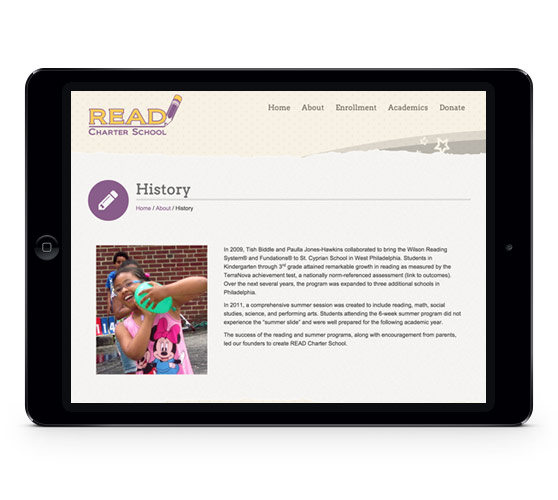 READ
CHARTER SCHOOL
Home About Enrollment Academics Donate
History
Home / About / History
In 2009, Tish Biddle and Paulla Jones-Hawkins collaborated to bring the Wilson Reading
System® and Fundations® to St. Cyprian School in West Philadelphia. Students in
Kindergarten through 3rd grade attained remarkable growth in reading as measured by the
TerraNova achievement test, a nationally norm-referenced assessment (link to outcomes).
Over the next several years, the program was expanded to three additional schools in
Philadelphia.
In 2011, a comprehensive summer session was created to include reading, math, social
studies, science, and performing arts. Students attending the 6-week summer program did not
experience the "summer slide" and were well prepared for the following academic year.
The success of the reading and summer programs, along with encouragement from parents,
led our founders to create READ Charter School.